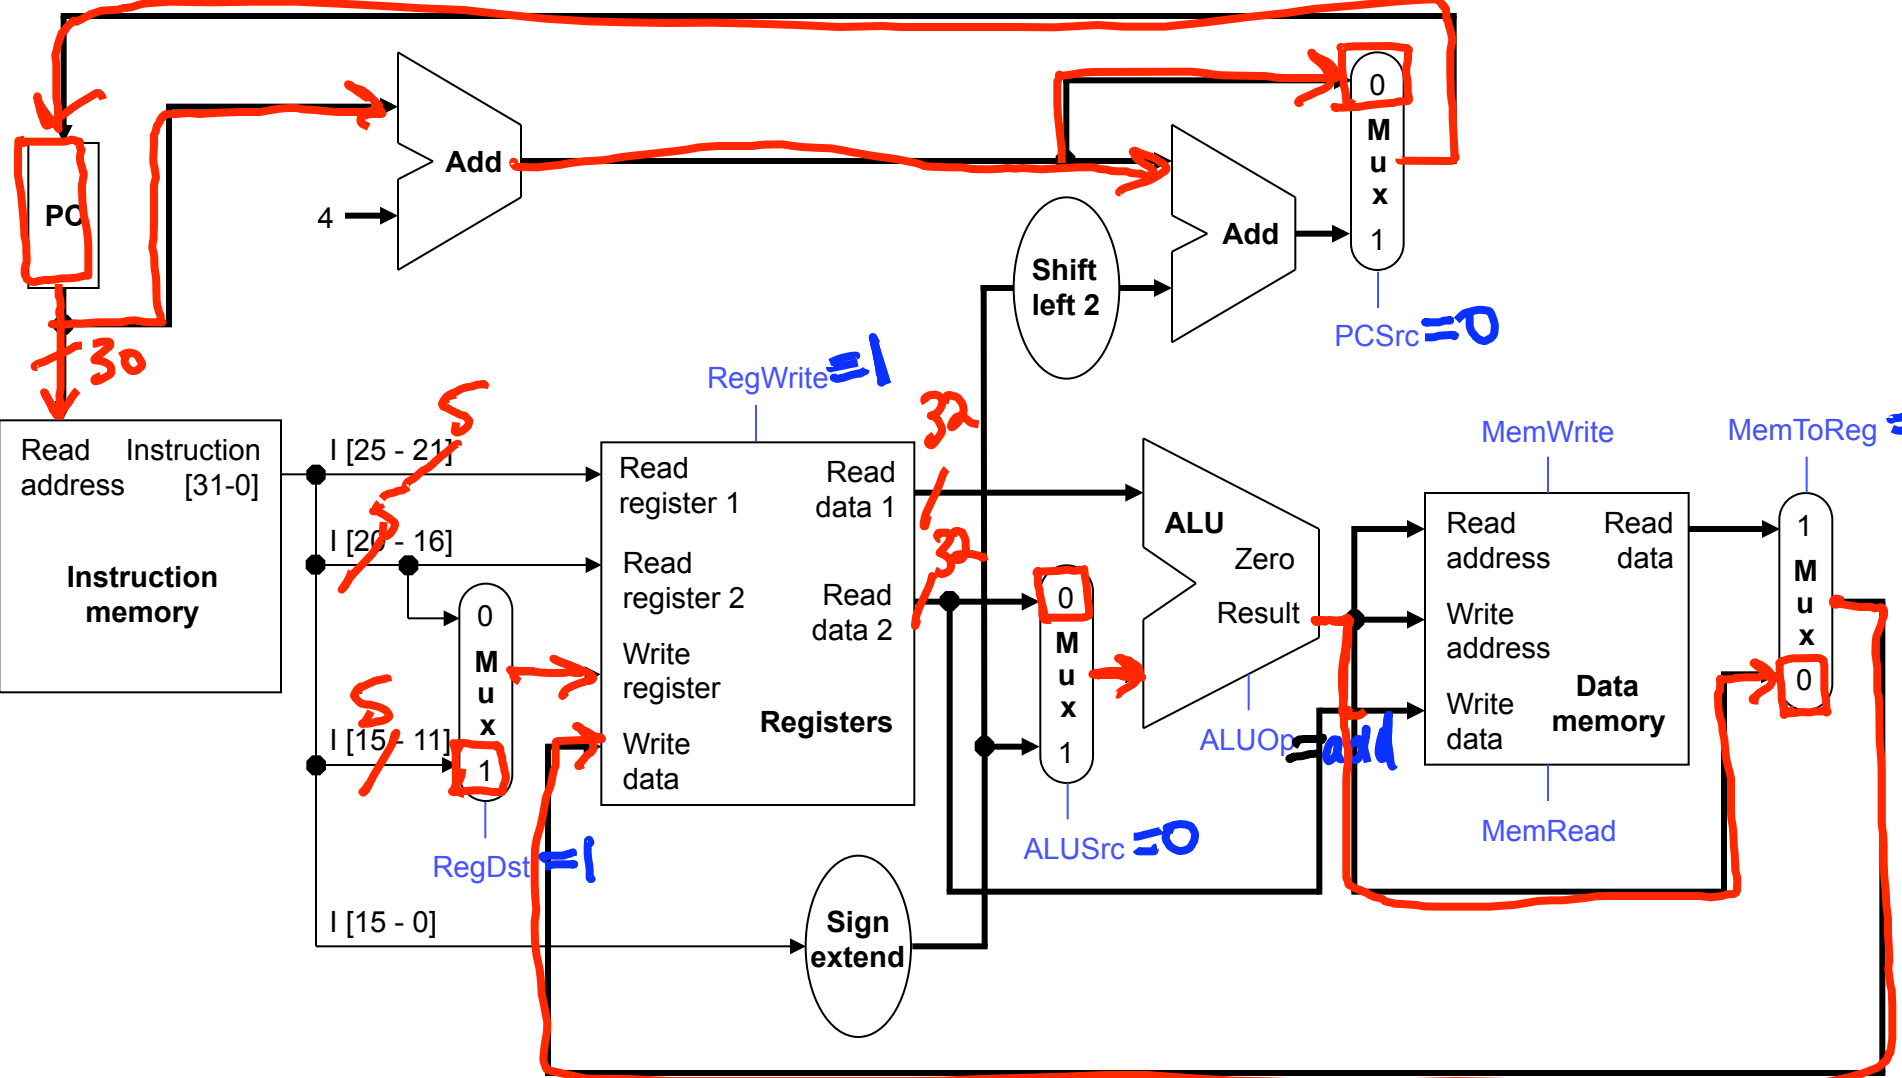 PC
30
Add
4
Add
Shift
left 2
0
M
u
x
1
PCSrc =0
Read
address
Instruction
[31-0]
Instruction
memory
I [25 - 21]
5
I [20 - 16]
5
I [15 - 11]
5
I [15 - 0]
0
M
u
x
1
RegDst =1
RegWrite =1
Read
register 1
Read
data 1
32
Read
register 2
Read
data 2
32
Write
register
Registers
Write
data
Sign
extend
0
M
u
x
1
ALUSrc =0
ALU
Zero
Result
ALUOp =add
MemWrite
Read
address
Read
data
Write
address
Data
memory
Write
data
MemRead
MemToReg =
1
M
u
x
0